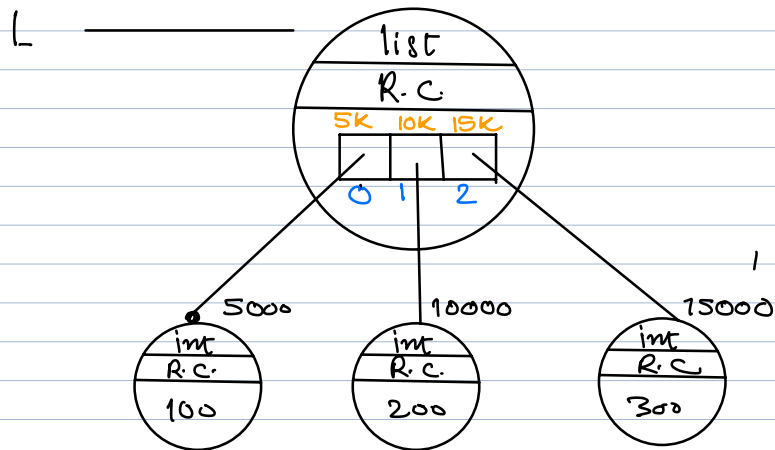 L
list
R.C.
5K 10K 15K
0 1 2
5000 10000 15000
int int int
R.C. R.C. R.C
100 200 300